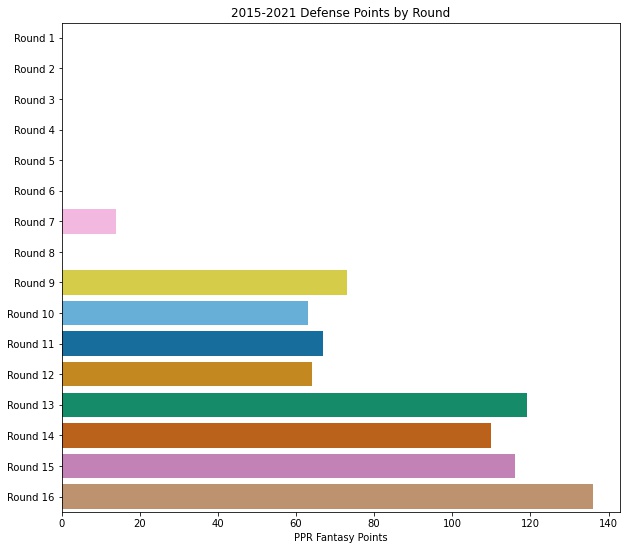 2015-2021 Defense Points by Round
Round 1
Round 2
Round 3
Round 4
Round 5
Round 6
Round 7
Round 8
Round 9
Round 10
Round 11
Round 12
Round 13
Round 14
Round 15
Round 16
0 20 40 60 80 100 120 140
PPR Fantasy Points